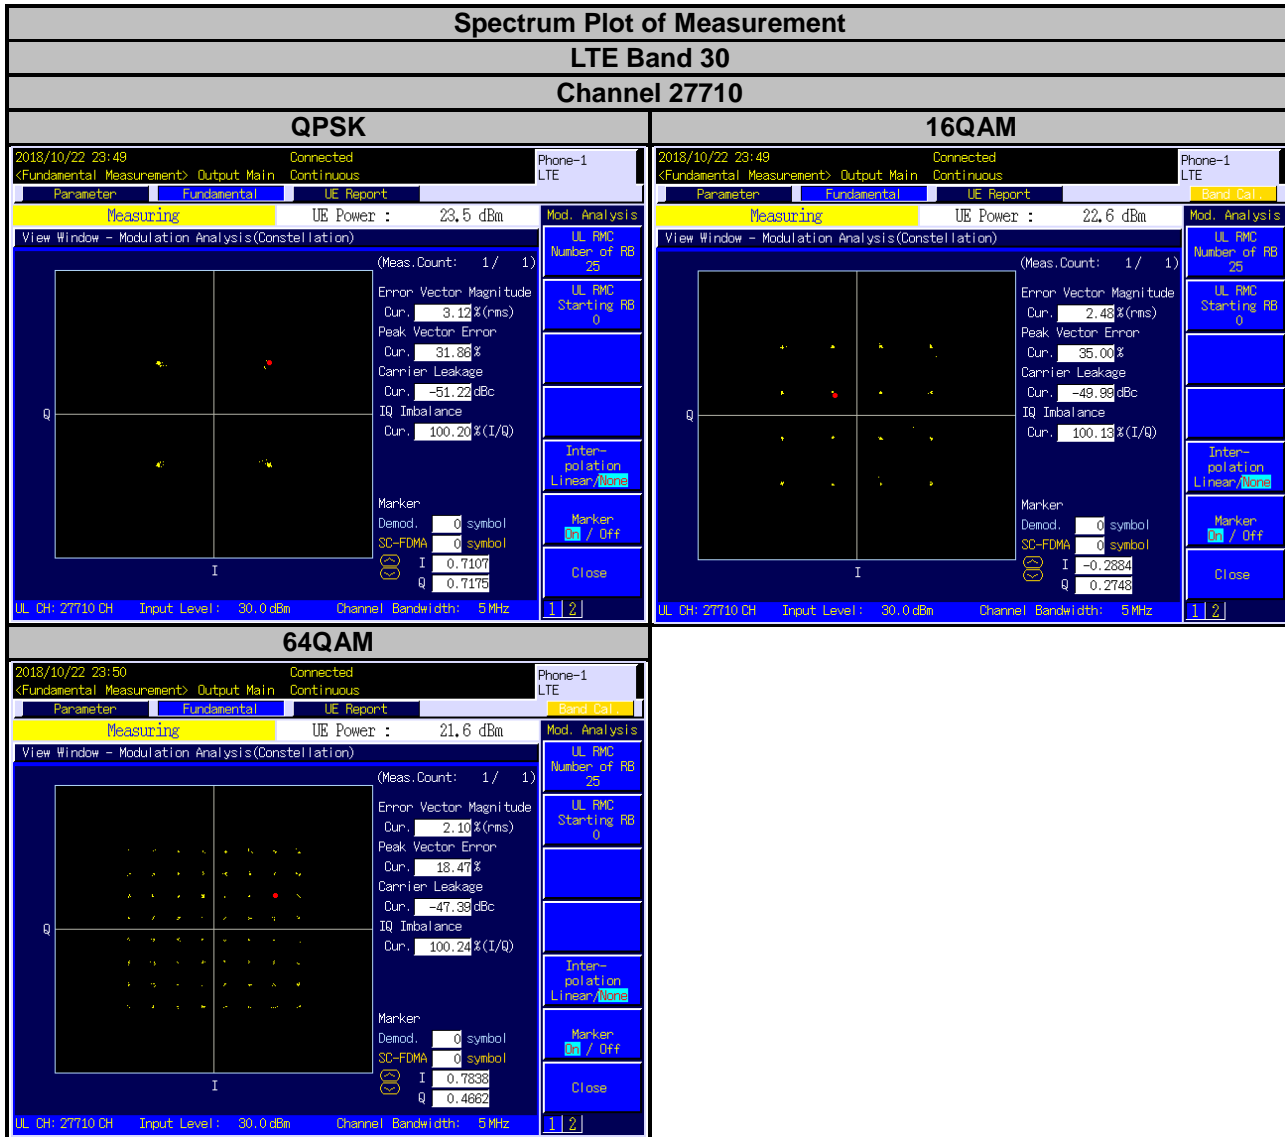 Spectrum Plot of Measurement
LTE Band 30
Channel 27710
QPSK
2018/10/22 23:49 Connected Phone-1
<Fundamental Measurement> Output Main Continuous LTE
Parameter Fundamental UE Report
Measuring UE Power : 23.5 dBm Mod. Analysis
View Window - Modulation Analysis(Constellation)
UL RMC
Number of RB
25
(Meas.Count: 1/ 1)
Error Vector Magnitude
Cur. 3.12 %(rms)
UL RMC
Starting RB
0
Peak Vector Error
Cur. 31.86 %
Carrier Leakage
Cur. -51.22 dBc
IQ Imbalance
Cur. 100.20 %(I/Q)
Q
I
Inter-
polation
Linear/None
Marker
Demod. 0 symbol
SC-FDMA 0 symbol
I 0.7107
Q 0.7175
Marker
On / Off
Close
UL CH: 27710 CH Input Level: 30.0 dBm Channel Bandwidth: 5 MHz 1 2
16QAM
2018/10/22 23:49 Connected Phone-1
<Fundamental Measurement> Output Main Continuous LTE
Parameter Fundamental UE Report Band Cal.
Measuring UE Power : 22.6 dBm Mod. Analysis
View Window - Modulation Analysis(Constellation)
UL RMC
Number of RB
25
(Meas.Count: 1/ 1)
Error Vector Magnitude
Cur. 2.48 %(rms)
UL RMC
Starting RB
0
Peak Vector Error
Cur. 35.00 %
Carrier Leakage
Cur. -49.99 dBc
IQ Imbalance
Cur. 100.13 %(I/Q)
Q
I
Inter-
polation
Linear/None
Marker
Demod. 0 symbol
SC-FDMA 0 symbol
I -0.2884
Q 0.2748
Marker
On / Off
Close
UL CH: 27710 CH Input Level: 30.0 dBm Channel Bandwidth: 5 MHz 1 2
64QAM
2018/10/22 23:50 Connected Phone-1
<Fundamental Measurement> Output Main Continuous LTE
Parameter Fundamental UE Report Band Cal.
Measuring UE Power : 21.6 dBm Mod. Analysis
View Window - Modulation Analysis(Constellation)
UL RMC
Number of RB
25
(Meas.Count: 1/ 1)
Error Vector Magnitude
Cur. 2.10 %(rms)
UL RMC
Starting RB
0
Peak Vector Error
Cur. 18.47 %
Carrier Leakage
Cur. -47.39 dBc
IQ Imbalance
Cur. 100.24 %(I/Q)
Q
I
Inter-
polation
Linear/None
Marker
Demod. 0 symbol
SC-FDMA 0 symbol
I 0.7838
Q 0.4662
Marker
On / Off
Close
UL CH: 27710 CH Input Level: 30.0 dBm Channel Bandwidth: 5 MHz 1 2